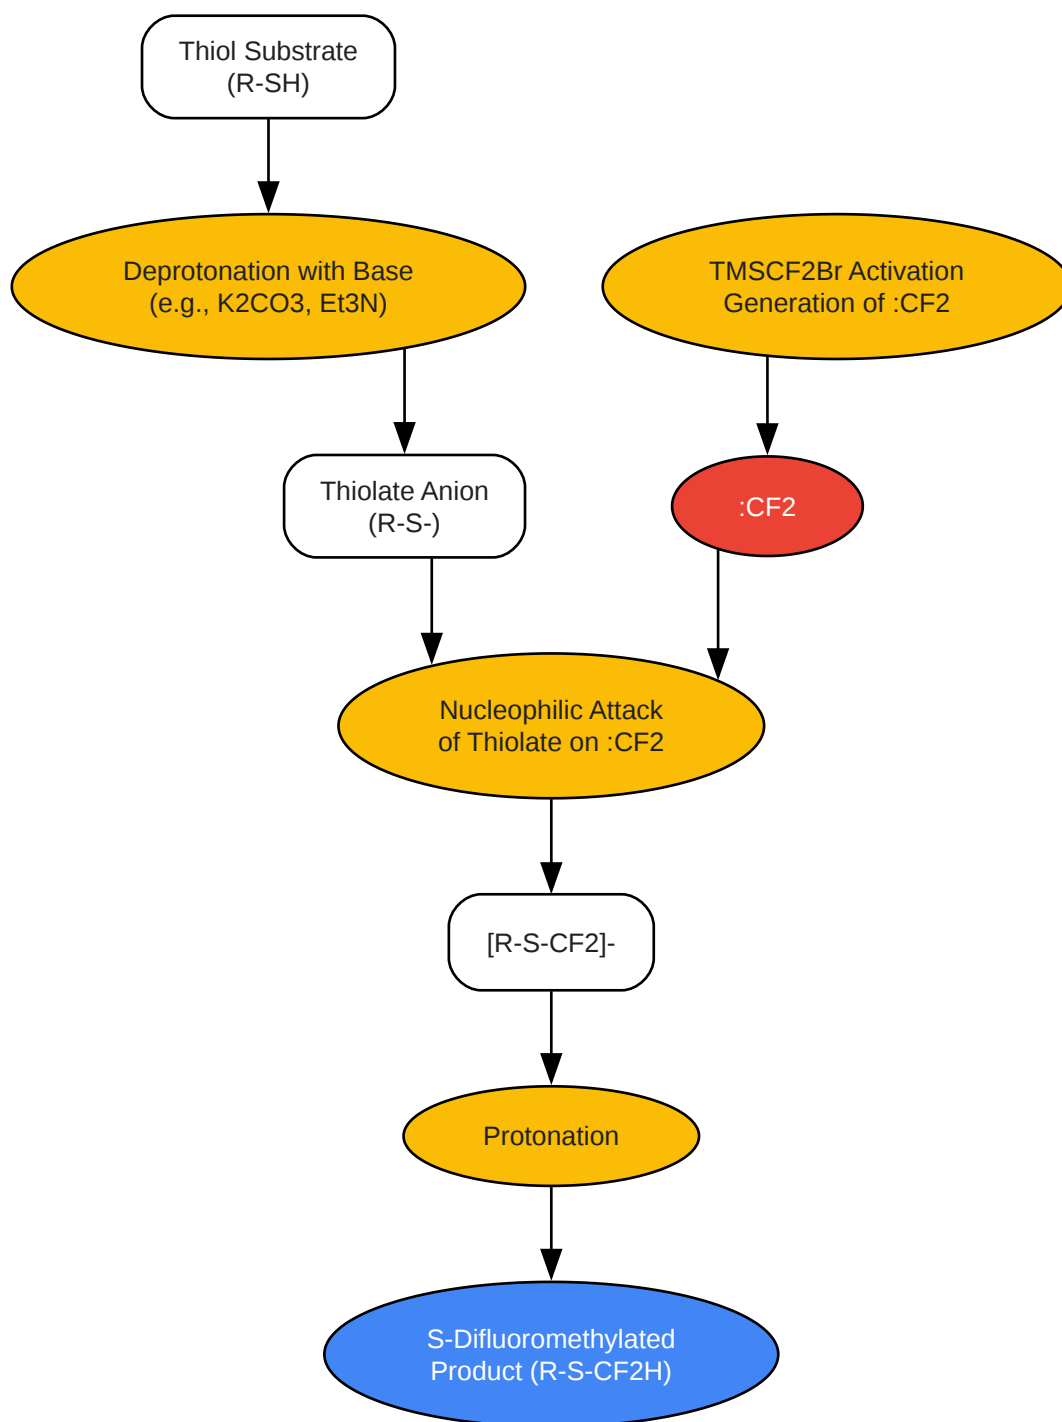 Thiol Substrate
(R-SH)
Deprotonation with Base
(e.g., K2CO3, Et3N)
TMSCF2Br Activation
Generation of :CF2
Thiolate Anion
(R-S-)
:CF2
Nucleophilic Attack
of Thiolate on :CF2
[R-S-CF2]-
Protonation
S-Difluoromethylated
Product (R-S-CF2H)